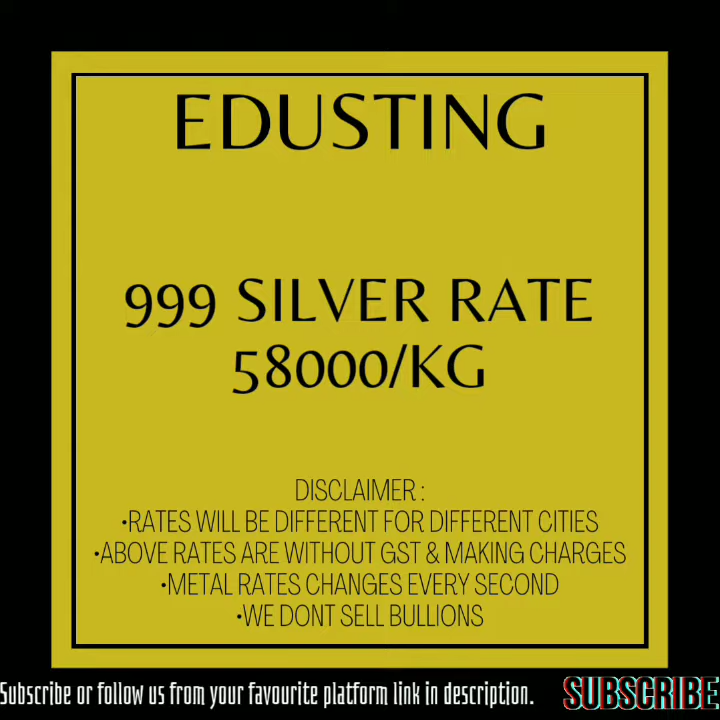 EDUSTING
999 SILVER RATE
58000/KG
DISCLAIMER :
•RATES WILL BE DIFFERENT FOR DIFFERENT CITIES
•ABOVE RATES ARE WITHOUT GST & MAKING CHARGES
•METAL RATES CHANGES EVERY SECOND
•WE DONT SELL BULLIONS
Subscribe or follow us from your favourite platform link in description. SUBSCRIBE